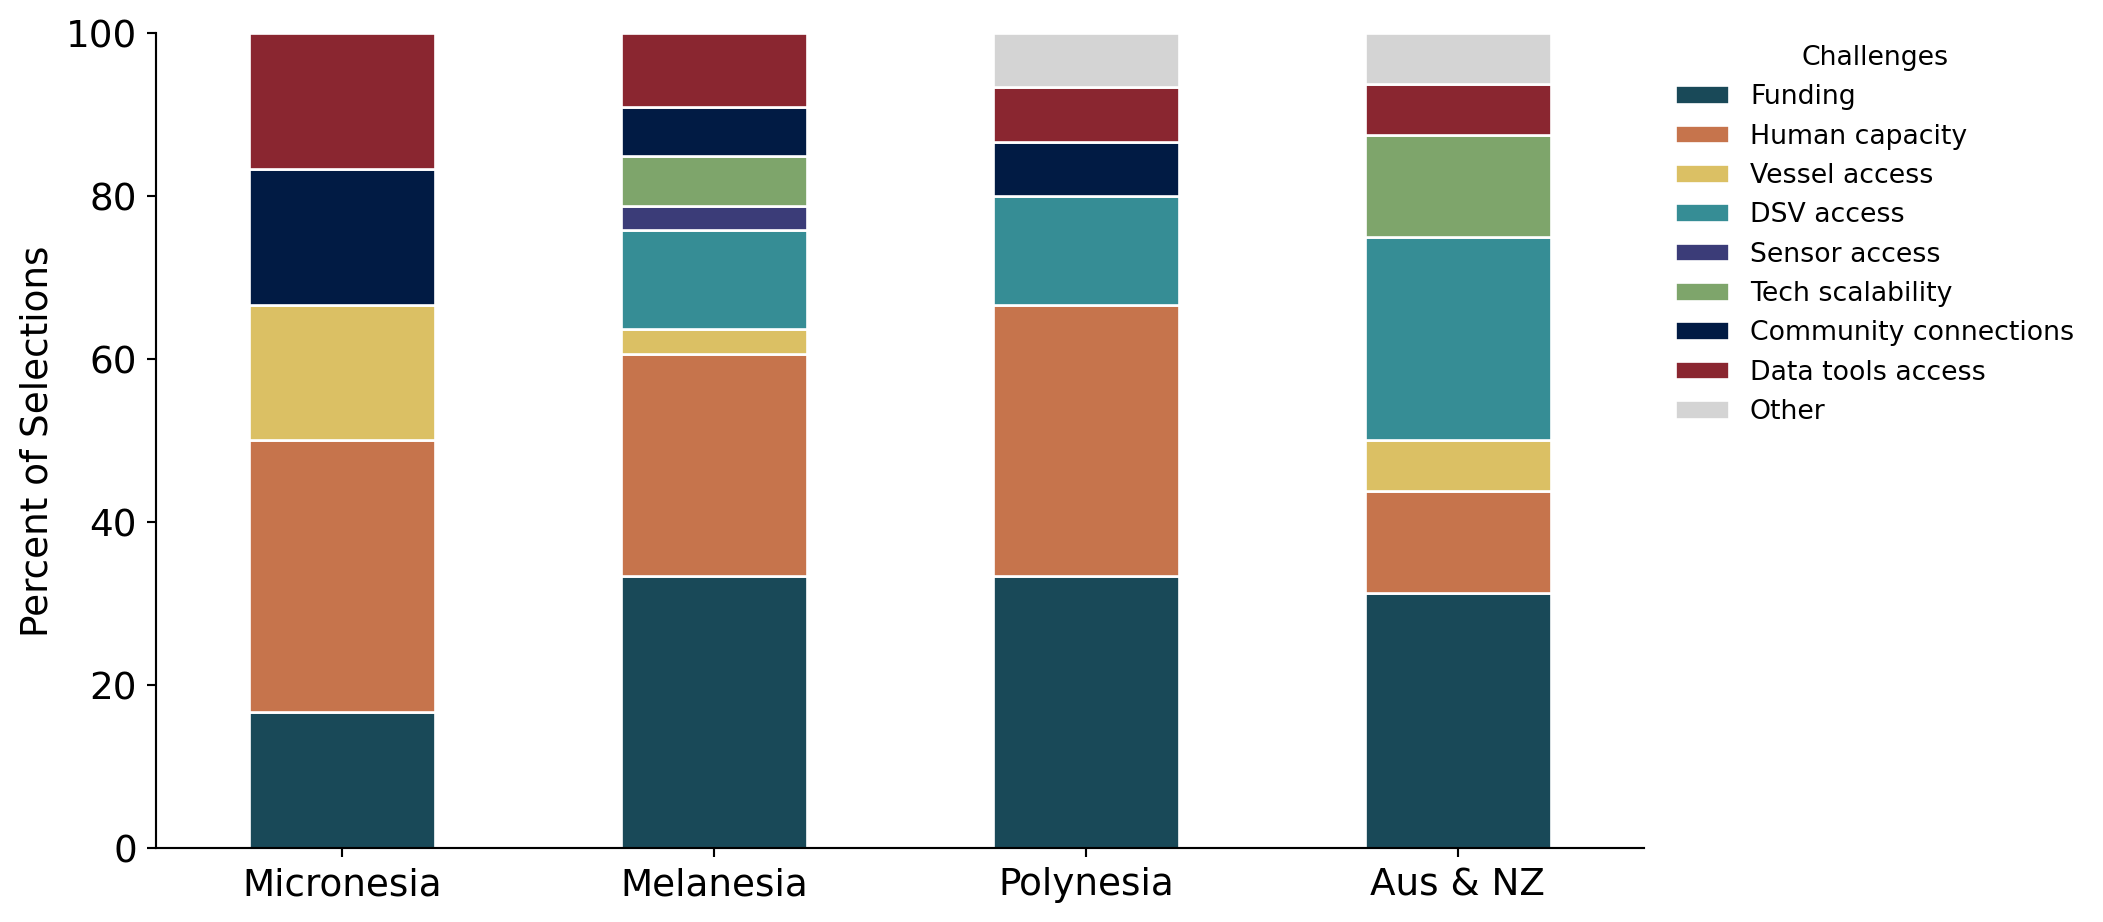 100
80
60
40
20
0
Percent of Selections
Micronesia
Melanesia
Polynesia
Aus & NZ
Challenges
Funding
Human capacity
Vessel access
DSV access
Sensor access
Tech scalability
Community connections
Data tools access
Other